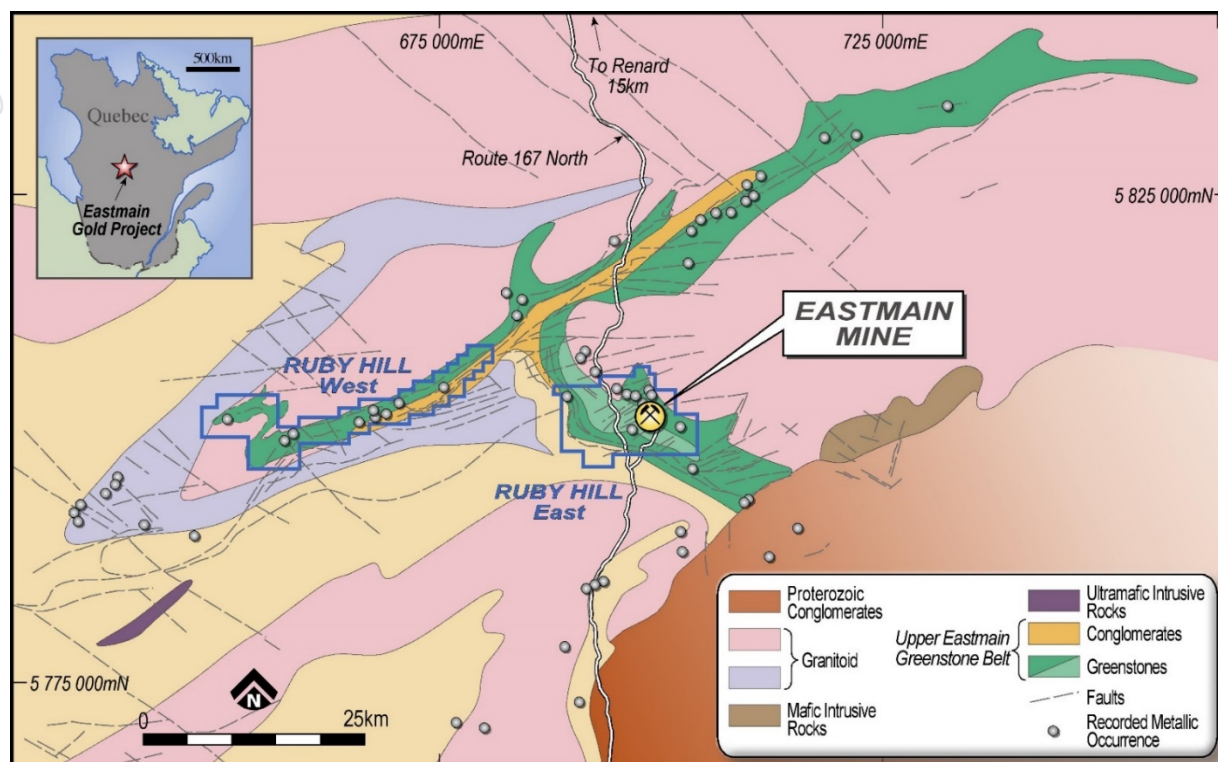 675 000mE
725 000mE
To Renard
15km
500km
Quebec
Route 167 North
5 825 000mN
Eastmain
Gold Project
EASTMAIN
MINE
RUBY HILL
West
RUBY HILL
East
5 775 000mN
N
0
25km
Proterozoic
Conglomerates
Granitoid
Mafic Intrusive
Rocks
Ultramafic Intrusive
Rocks
Upper Eastmain
Greenstone Belt
Conglomerates
Greenstones
Faults
Recorded Metallic
Occurrence